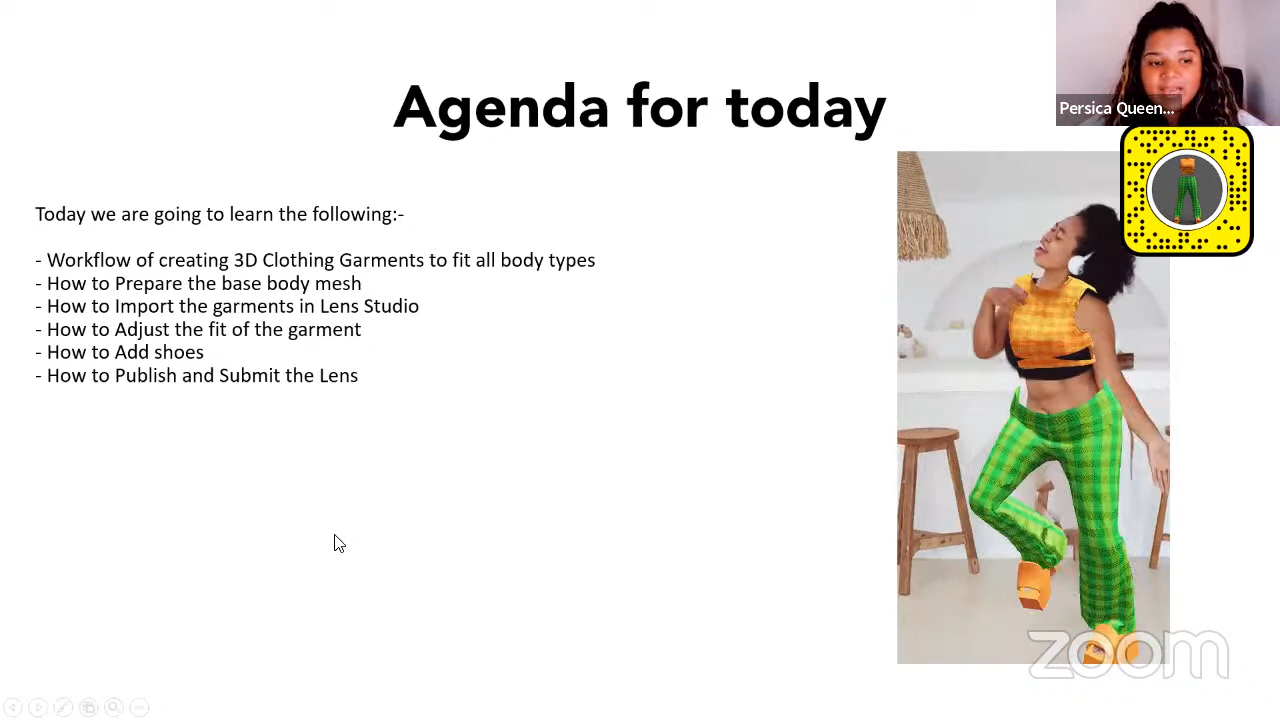 Agenda for today
Persica Queen...
Today we are going to learn the following:-
- Workflow of creating 3D Clothing Garments to fit all body types
- How to Prepare the base body mesh
- How to Import the garments in Lens Studio
- How to Adjust the fit of the garment
- How to Add shoes
- How to Publish and Submit the Lens
zoom